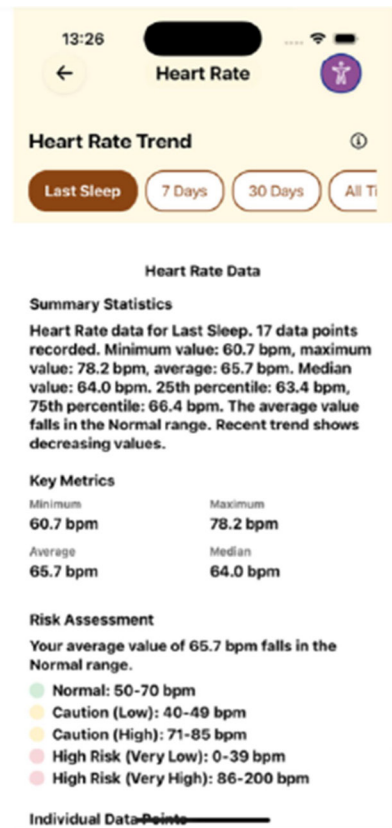 13:26
Heart Rate
Heart Rate Trend
Last Sleep
7 Days
30 Days
All Ti
Heart Rate Data
Summary Statistics
Heart Rate data for Last Sleep. 17 data points
recorded. Minimum value: 60.7 bpm, maximum
value: 78.2 bpm, average: 65.7 bpm. Median
value: 64.0 bpm. 25th percentile: 63.4 bpm,
75th percentile: 66.4 bpm. The average value
falls in the Normal range. Recent trend shows
decreasing values.
Key Metrics
Minimum Maximum
60.7 bpm 78.2 bpm
Average Median
65.7 bpm 64.0 bpm
Risk Assessment
Your average value of 65.7 bpm falls in the
Normal range.
Normal: 50-70 bpm
Caution (Low): 40-49 bpm
Caution (High): 71-85 bpm
High Risk (Very Low): 0-39 bpm
High Risk (Very High): 86-200 bpm
Individual Data Points